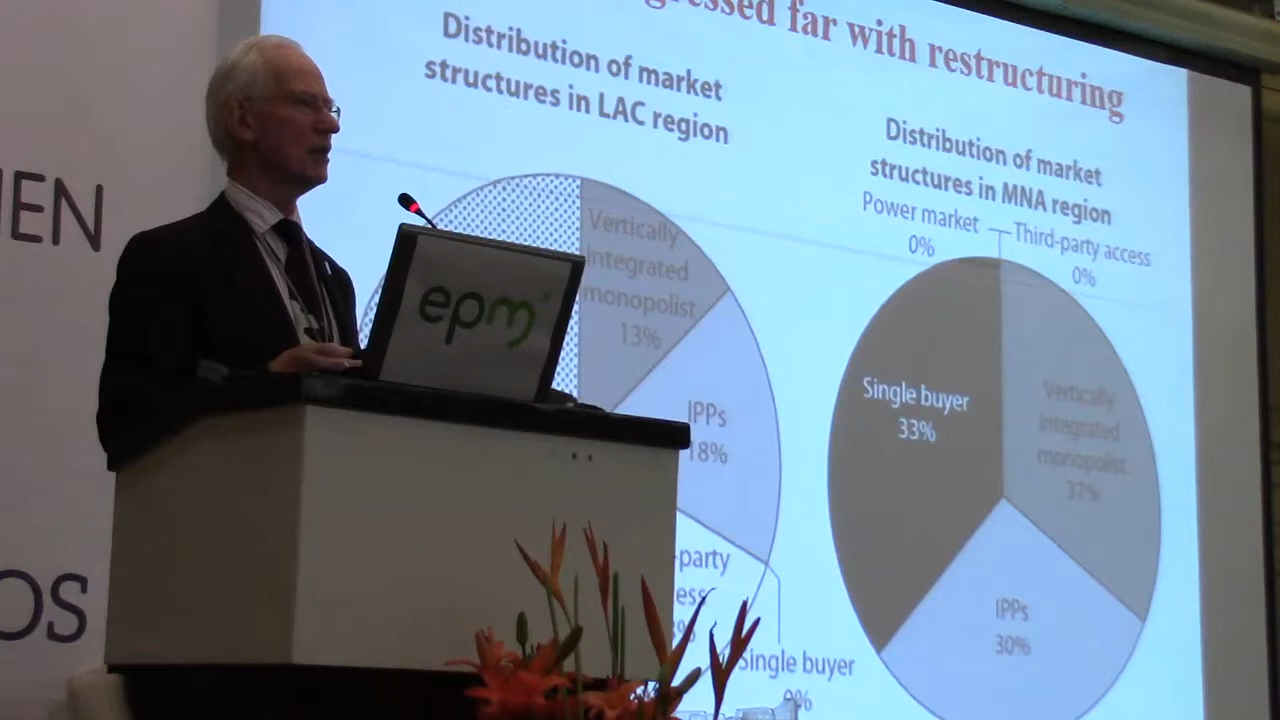 far with restructuring
Distribution of market
structures in LAC region
Distribution of market
structures in MNA region
Power market
0%
Third-party access
0%
Vertically
integrated
monopolist
13%
IPPs
18%
-party
Single buyer
0%
Single buyer
33%
Vertically
integrated
monopolist
37%
IPPs
30%
epm
IEN
OS